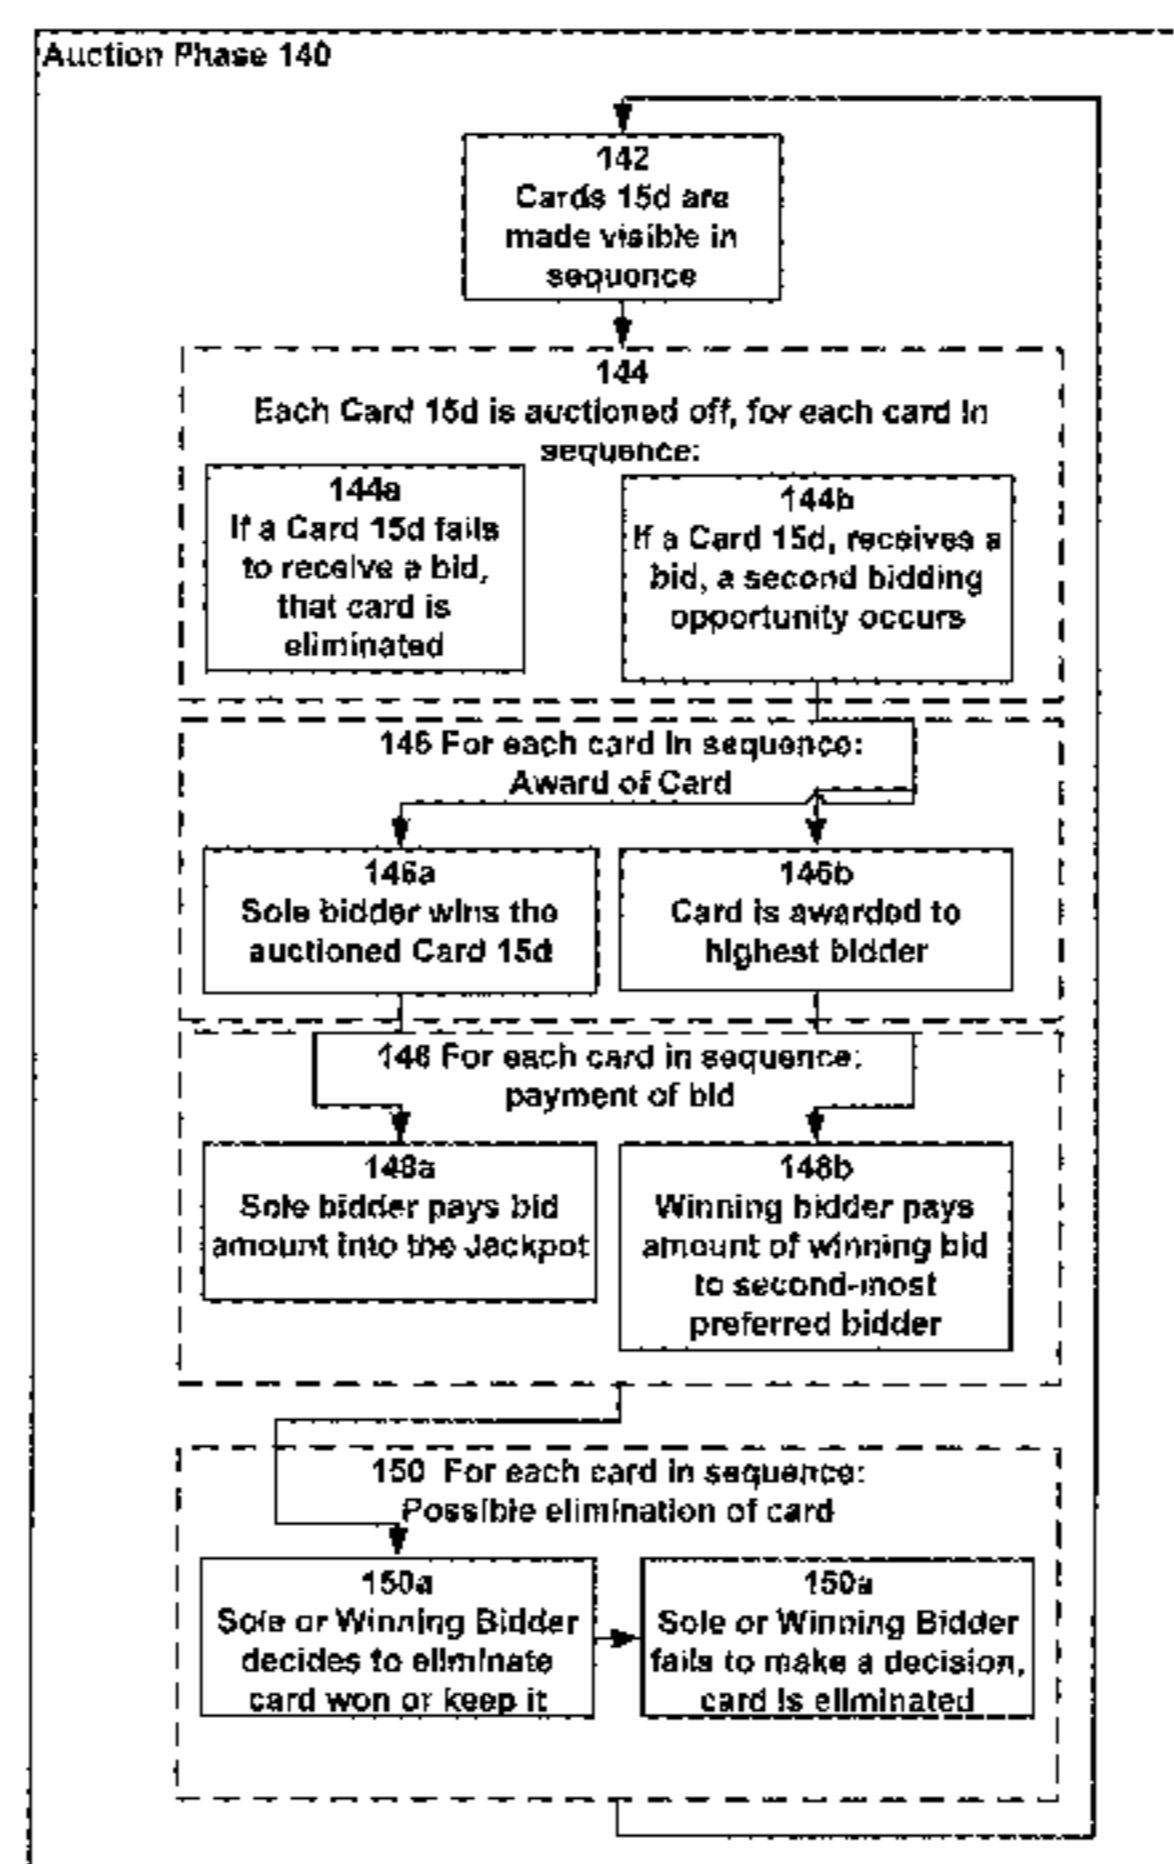 Auction Phase 140
142
Cards 15d are
made visible in
sequence
144
Each Card 15d is auctioned off, for each card in
sequence:
144a
If a Card 15d fails
to receive a bid,
that card is
eliminated
144b
If a Card 15d, receives a
bid, a second bidding
opportunity occurs
146 For each card in sequence:
Award of Card
146a
Sole bidder wins the
auctioned Card 15d
146b
Card is awarded to
highest bidder
148 For each card in sequence:
payment of bid
148a
Sole bidder pays bid
amount into the Jackpot
148b
Winning bidder pays
amount of winning bid
to second-most
preferred bidder
150 For each card in sequence:
Possible elimination of card
150a
Sole or Winning Bidder
decides to eliminate
card won or keep it
150a
Sole or Winning Bidder
fails to make a decision,
card is eliminated